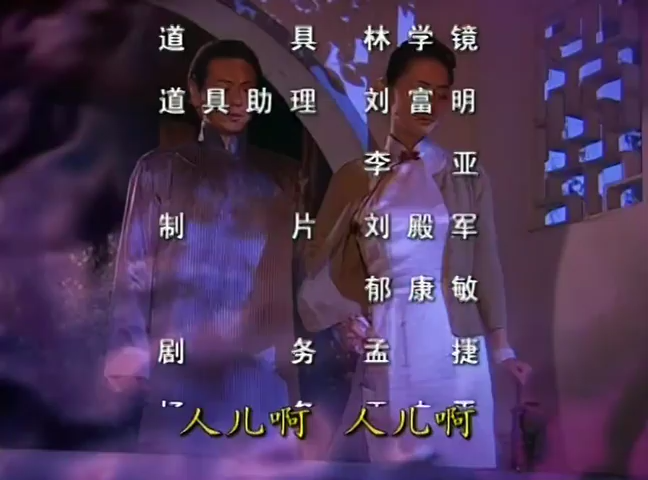 道具 林学镜
道具助理 刘富明
李亚
制片 刘殿军
郁康敏
剧务 孟捷
人儿啊 人儿啊